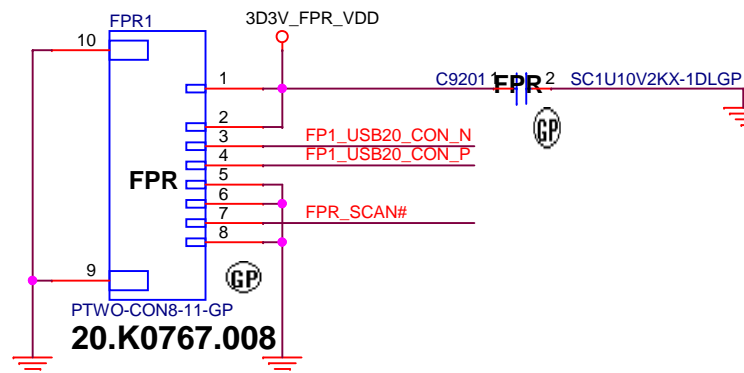 FPR1
3D3V_FPR_VDD
10
1
C9201
1
FPR
2
SC1U10V2KX-1DLGP
GP
2
3
FP1_USB20_CON_N
4
FP1_USB20_CON_P
FPR
5
6
7
FPR_SCAN#
8
9
GP
PTWO-CON8-11-GP
20.K0767.008